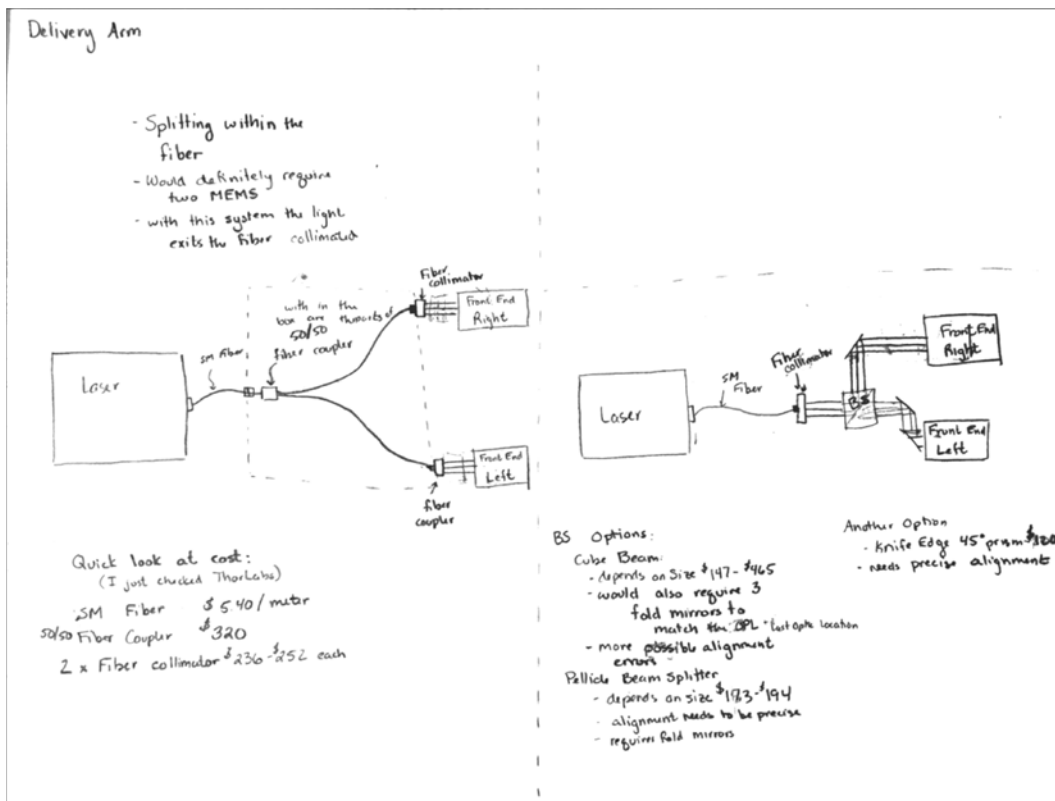 Delivery Arm
- Splitting within the
fiber
- Would definitely require
two MEMS
- with this system the light
exits the Fiber collimated
Fiber
collimator
with in the
box are
50/50
fiber coupler
SM Fiber
Laser
Front End
Right
Front End
Left
fiber
coupler
Quick look at cost:
(I just checked ThorLabs)
SM Fiber $5.40/meter
50/50 Fiber Coupler $320
2 x Fiber collimator $236-$252 each
Laser
SM
Fiber
Fiber
collimator
BS
Front End
Right
Front End
Left
BS Options:
Cube Beam:
- depends on Size $147-$465
- would also require 3
fold mirrors to
match the OPL + last optic location
- more possible alignment
errors
Pellicle Beam Splitter
- depends on size $-$194
- alignment needs to be precise
- requires fold mirrors
Another Option
- Knife Edge 45° prism
- needs precise alignment